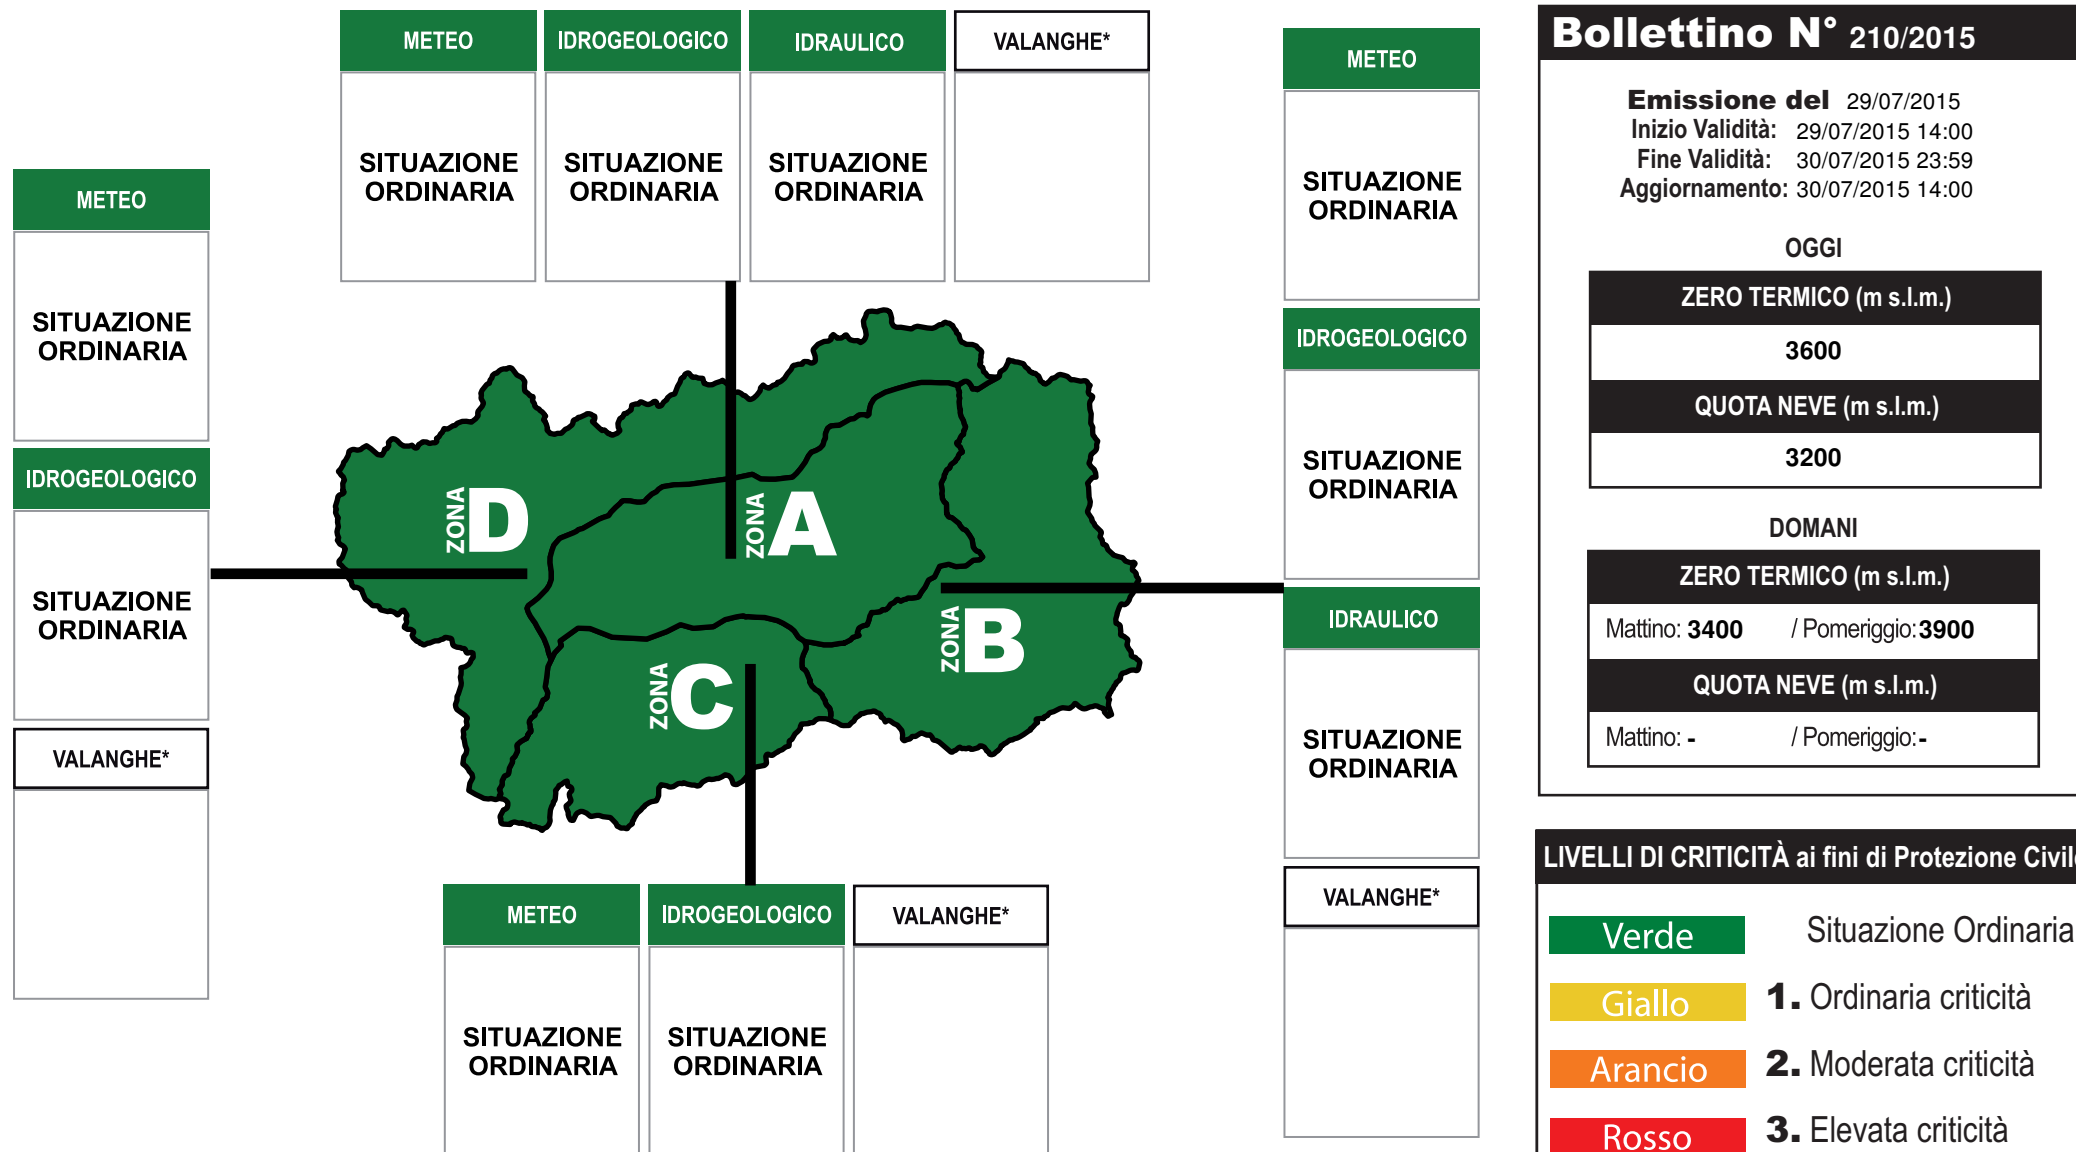 METEO
IDROGEOLOGICO
IDRAULICO
VALANGHE*
SITUAZIONE
ORDINARIA
SITUAZIONE
ORDINARIA
SITUAZIONE
ORDINARIA
METEO
SITUAZIONE
ORDINARIA
IDROGEOLOGICO
SITUAZIONE
ORDINARIA
VALANGHE*
ZONA D
ZONA A
ZONA B
ZONA C
METEO
SITUAZIONE
ORDINARIA
IDROGEOLOGICO
SITUAZIONE
ORDINARIA
IDRAULICO
SITUAZIONE
ORDINARIA
VALANGHE*
METEO
IDROGEOLOGICO
VALANGHE*
SITUAZIONE
ORDINARIA
SITUAZIONE
ORDINARIA
Bollettino N° 210/2015
Emissione del 29/07/2015
Inizio Validità: 29/07/2015 14:00
Fine Validità: 30/07/2015 23:59
Aggiornamento: 30/07/2015 14:00
OGGI
ZERO TERMICO (m s.l.m.)
3600
QUOTA NEVE (m s.l.m.)
3200
DOMANI
ZERO TERMICO (m s.l.m.)
Mattino: 3400 / Pomeriggio: 3900
QUOTA NEVE (m s.l.m.)
Mattino: - / Pomeriggio: -
LIVELLI DI CRITICITÀ ai fini di Protezione Civile
Verde Situazione Ordinaria
Giallo 1. Ordinaria criticità
Arancio 2. Moderata criticità
Rosso 3. Elevata criticità